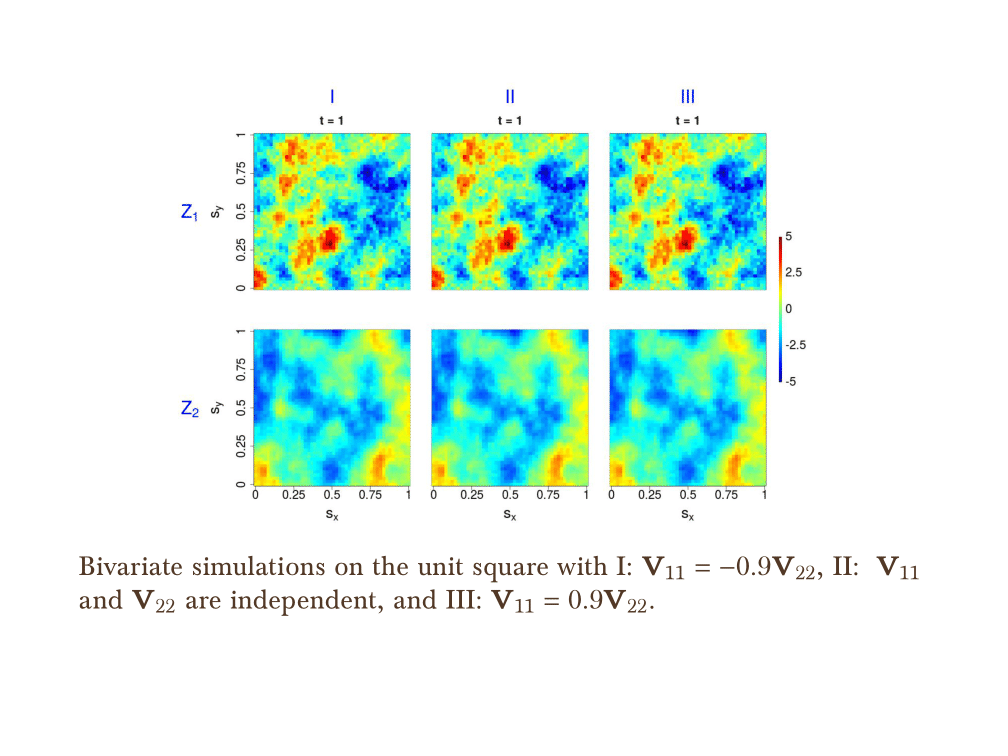 I II III
t = 1 t = 1 t = 1
Z1 sy 0 0.25 0.5 0.75 1
5
2.5
0
-2.5
-5
Z2 sy 0 0.25 0.5 0.75 1
0 0.25 0.5 0.75 1 0 0.25 0.5 0.75 1 0 0.25 0.5 0.75 1
sx sx sx
Bivariate simulations on the unit square with I: V11 = −0.9V22, II: V11
and V22 are independent, and III: V11 = 0.9V22.